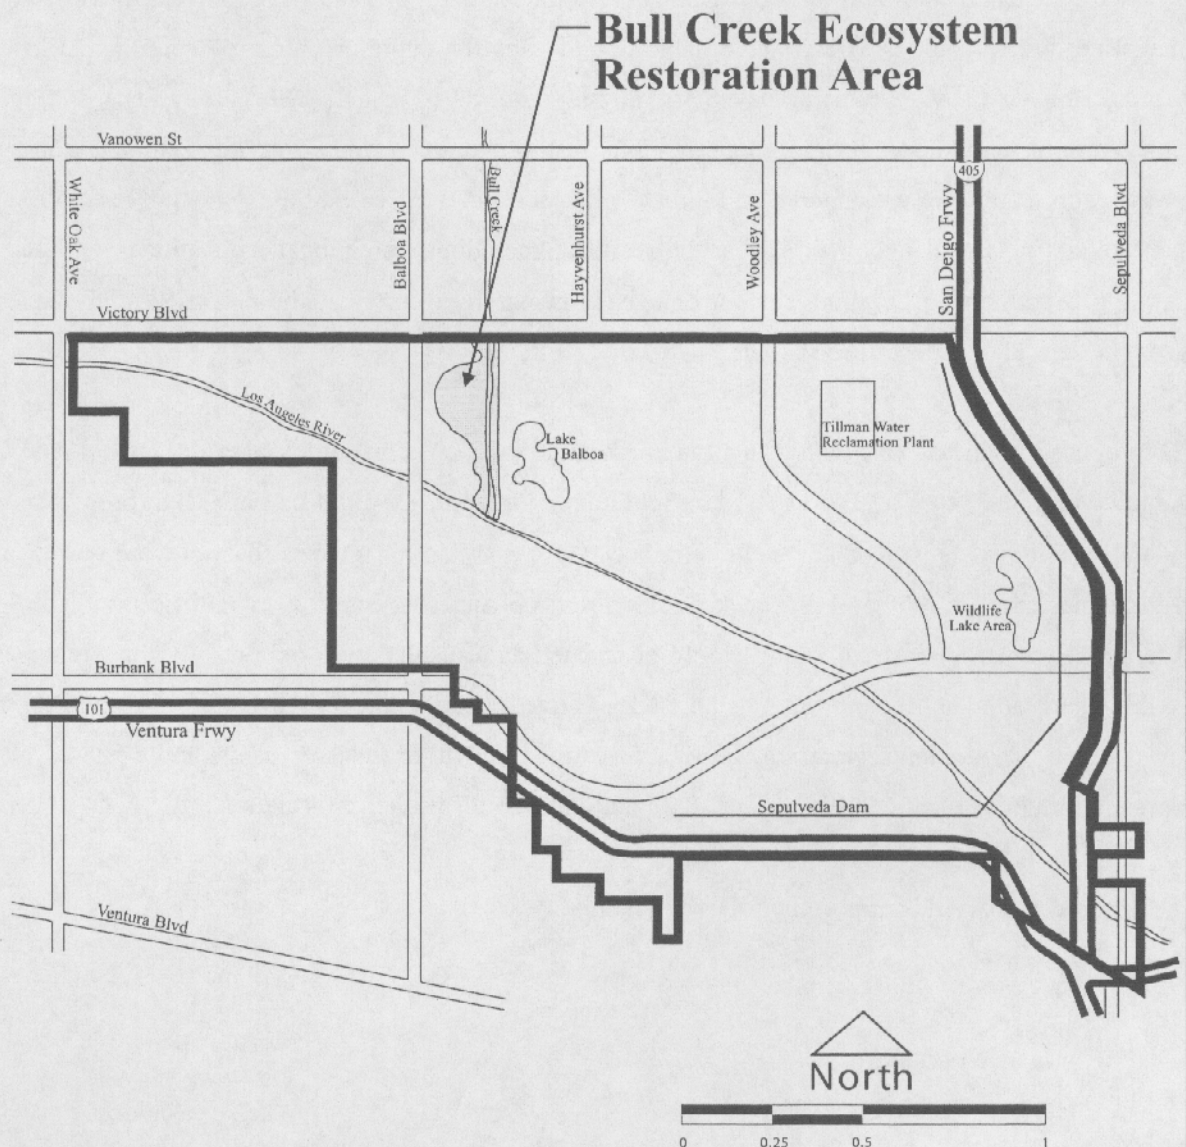 Bull Creek Ecosystem
Restoration Area
Vanowen St
White Oak Ave
Balboa Blvd
Bull Creek
Hayvenhurst Ave
Woodley Ave
San Deigo Frwy
405
Sepulveda Blvd
Victory Blvd
Los Angeles River
Lake
Balboa
Tillman Water
Reclamation Plant
Wildlife
Lake Area
Burbank Blvd
101
Ventura Frwy
Sepulveda Dam
Ventura Blvd
North
0 0.25 0.5 1